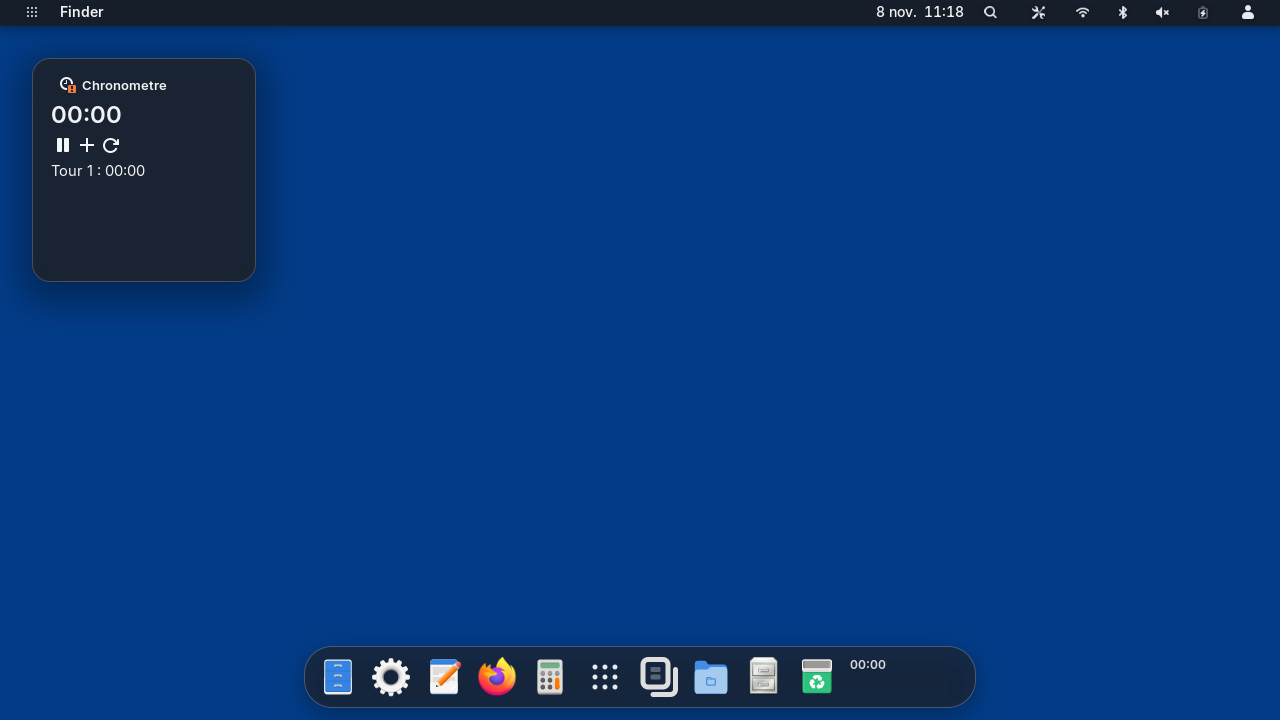 Finder
8 nov. 11:18
Chronometre
00:00
Tour 1 : 00:00
00:00